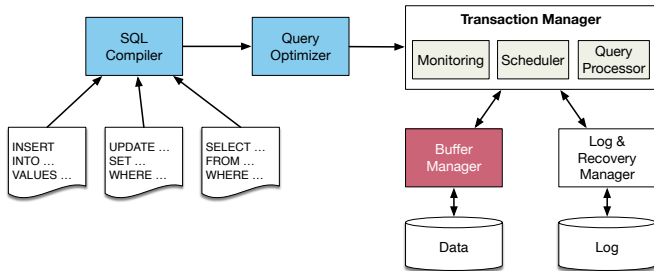 SQL
Compiler
Query
Optimizer
Transaction Manager
Monitoring
Scheduler
Query
Processor
INSERT
INTO …
VALUES …
UPDATE …
SET …
WHERE …
SELECT …
FROM …
WHERE …
Buffer
Manager
Log &
Recovery
Manager
Data
Log